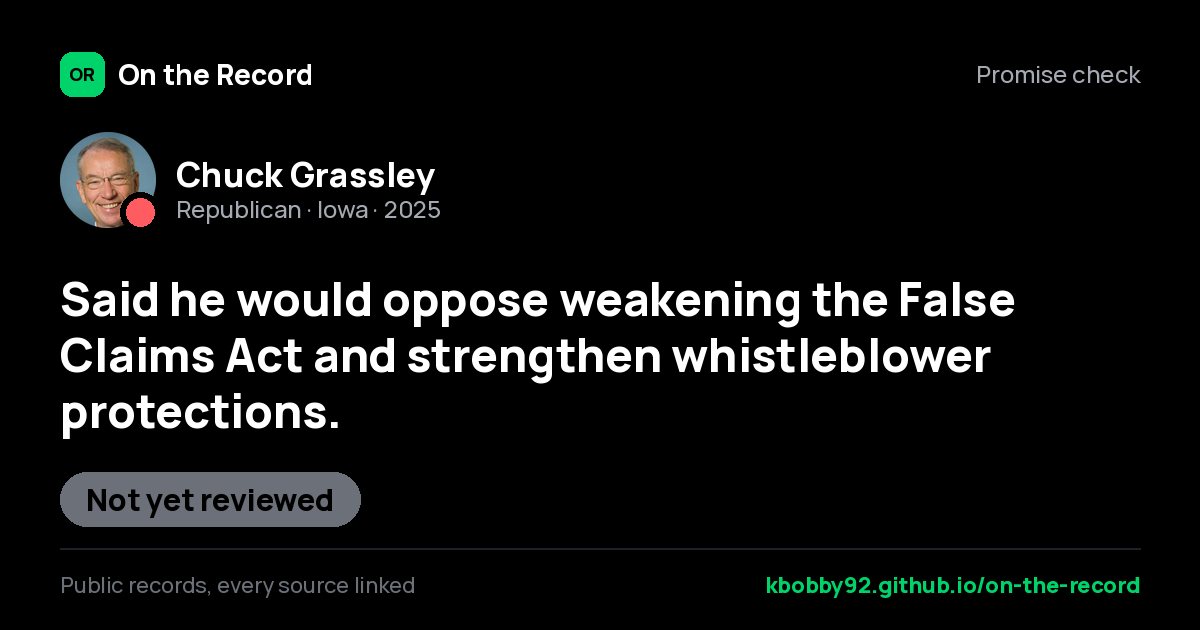 OR On the Record
Promise check
Chuck Grassley
Republican · Iowa · 2025
Said he would oppose weakening the False
Claims Act and strengthen whistleblower
protections.
Not yet reviewed
Public records, every source linked
kbobby92.github.io/on-the-record